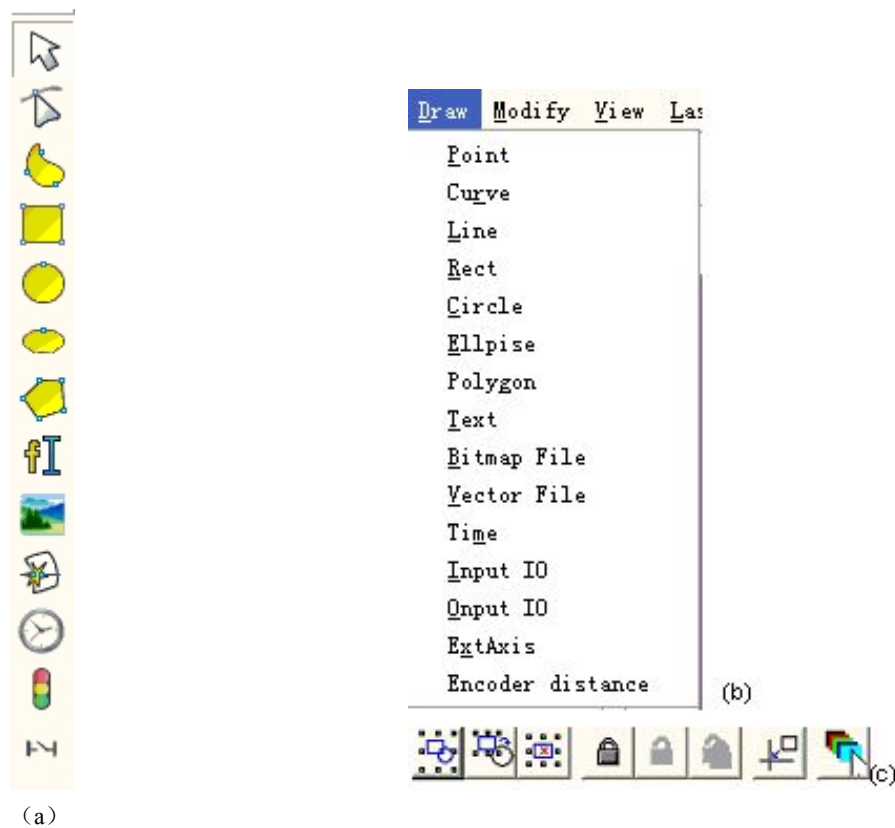 Draw Modify View Las
Point
Curve
Line
Rect
Circle
Ellpise
Polygon
Text
Bitmap File
Vector File
Time
Input IO
Onput IO
ExtAxis
Encoder distance
(b)
(c)
（a）